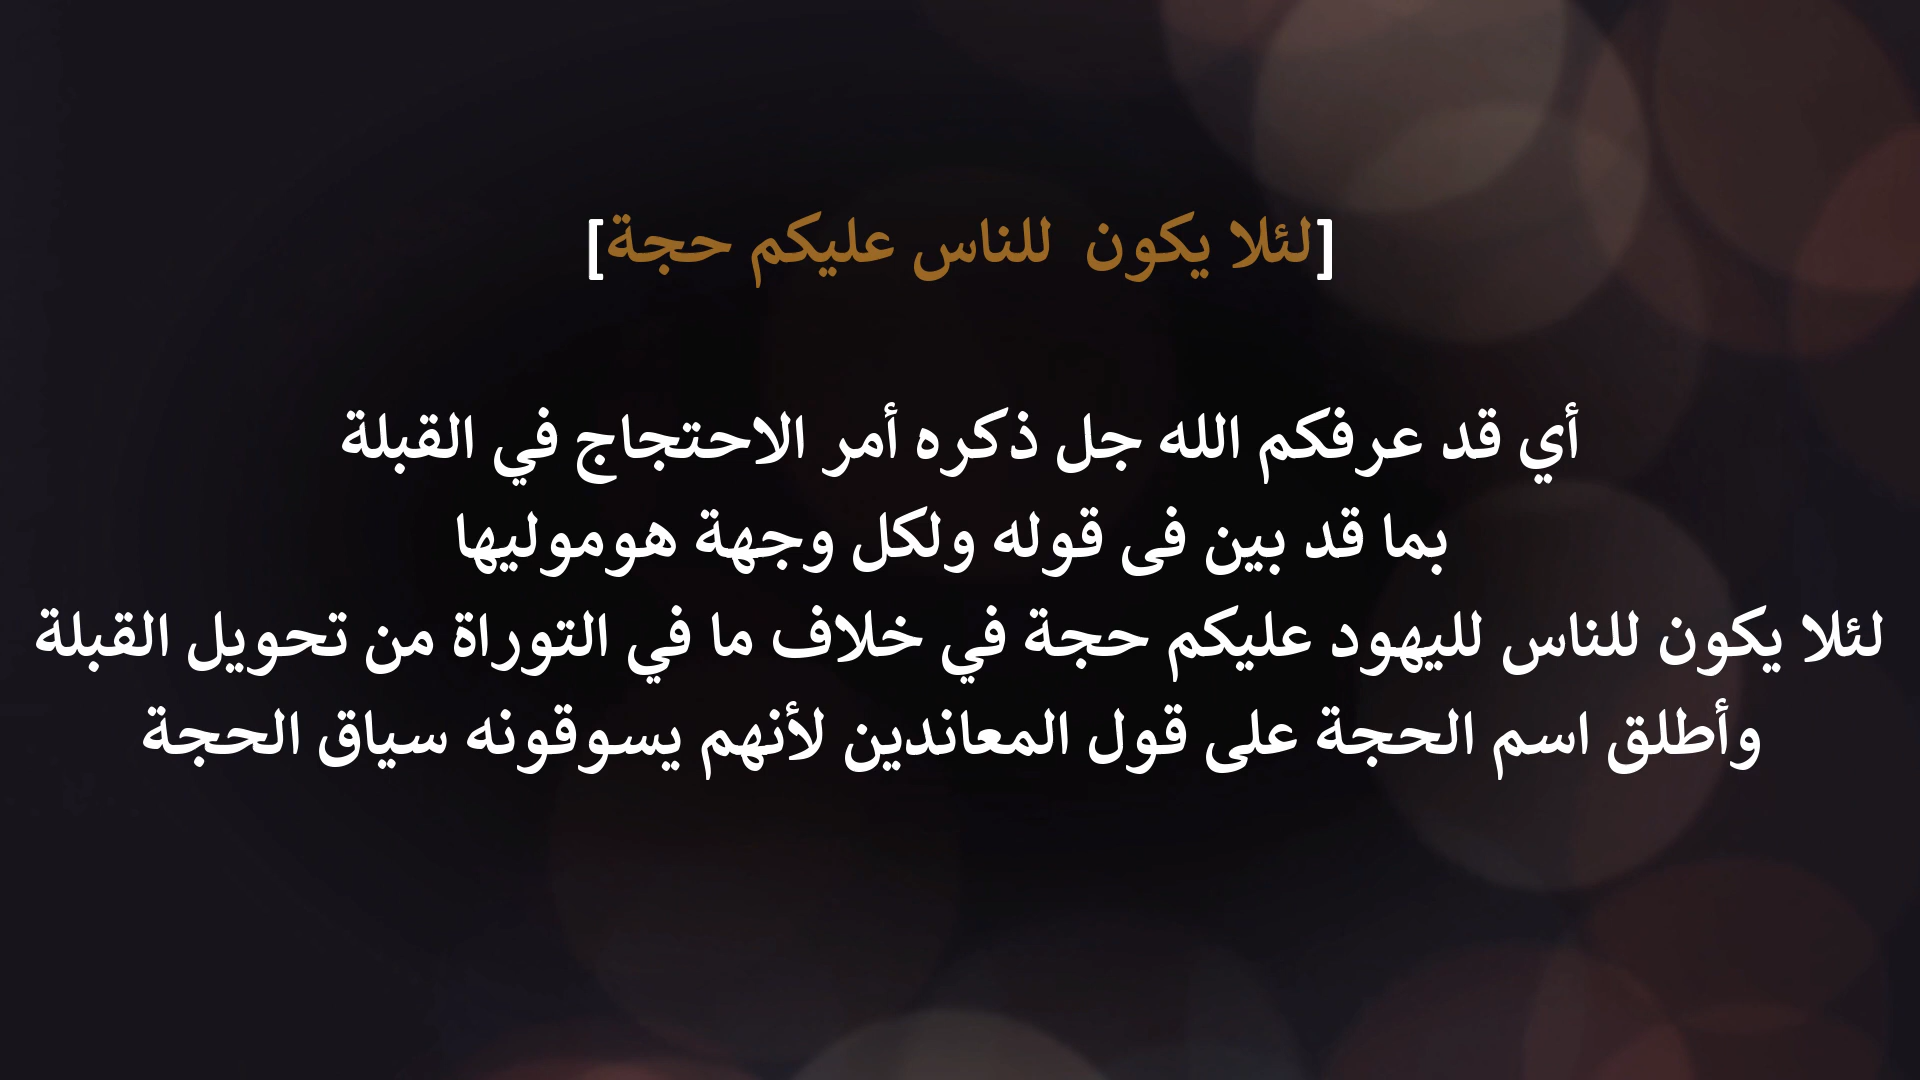 [لئلا يكون  للناس عليكم حجة]
أي قد عرفكم الله جل ذكره أمر الاحتجاج في القبلة
بما قد بين فى قوله ولكل وجهة هوموليها
لئلا يكون للناس لليهود عليكم حجة في خلاف ما في التوراة من تحويل القبلة
وأطلق اسم الحجة على قول المعاندين لأنهم يسوقونه سياق الحجة